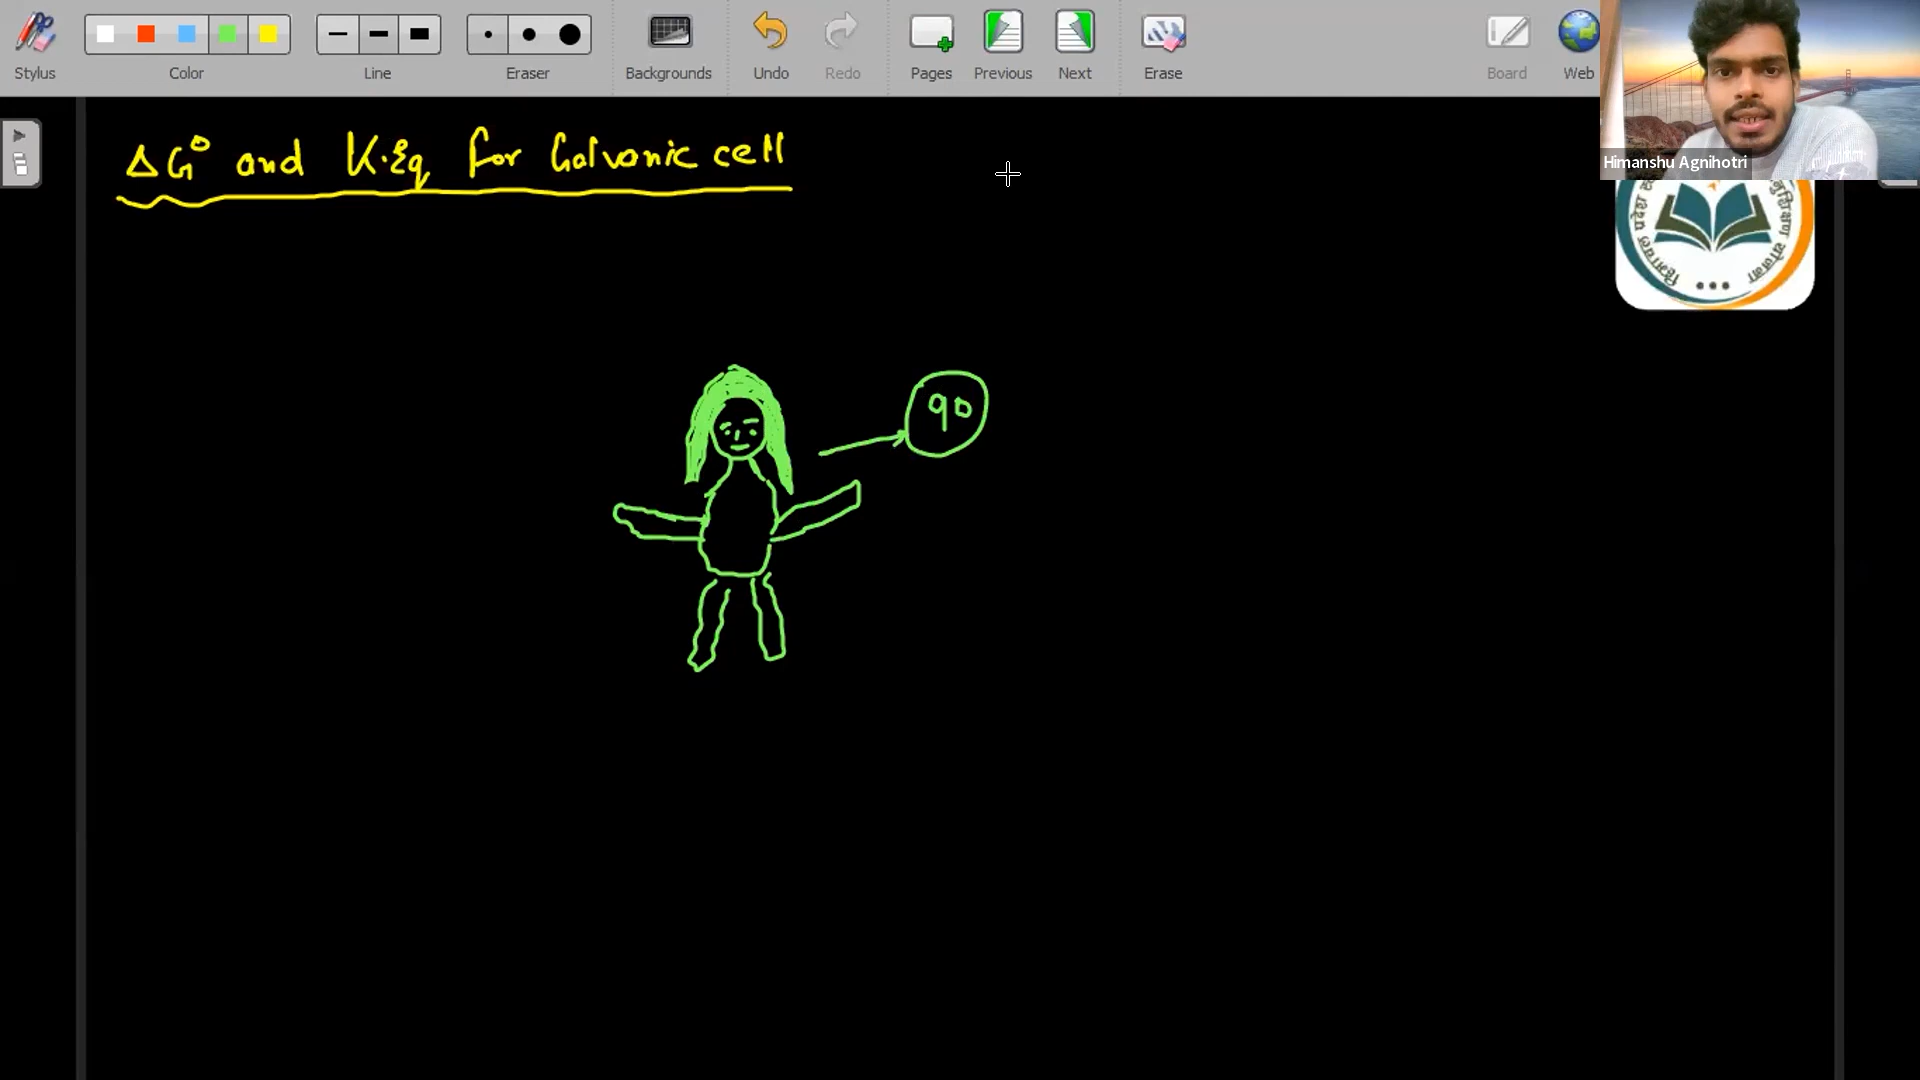 Stylus
Color
Line
Eraser
Backgrounds
Undo
Redo
Pages
Previous
Next
Erase
Board
Web
Himanshu Agnihotri
ΔG° and K.Eq for Galvanic cell
90